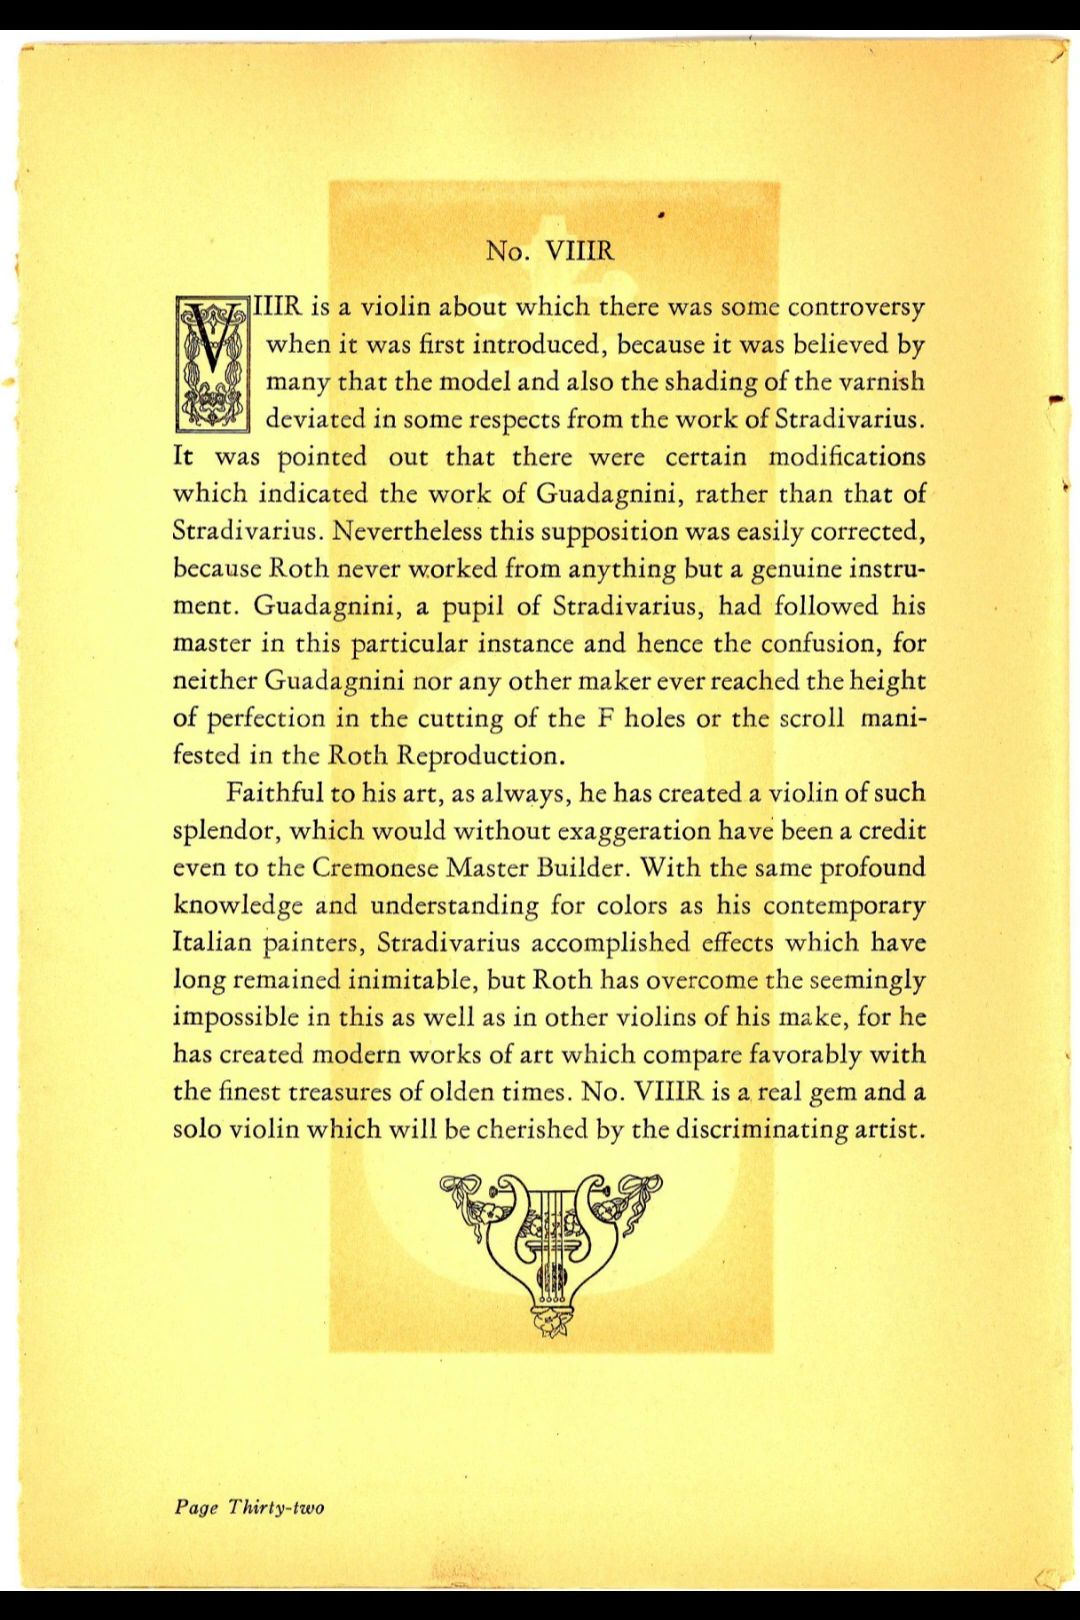 No. VIIIR
VIIIR is a violin about which there was some controversy
when it was first introduced, because it was believed by
many that the model and also the shading of the varnish
deviated in some respects from the work of Stradivarius.
It was pointed out that there were certain modifications
which indicated the work of Guadagnini, rather than that of
Stradivarius. Nevertheless this supposition was easily corrected,
because Roth never worked from anything but a genuine instru-
ment. Guadagnini, a pupil of Stradivarius, had followed his
master in this particular instance and hence the confusion, for
neither Guadagnini nor any other maker ever reached the height
of perfection in the cutting of the F holes or the scroll mani-
fested in the Roth Reproduction.
Faithful to his art, as always, he has created a violin of such
splendor, which would without exaggeration have been a credit
even to the Cremonese Master Builder. With the same profound
knowledge and understanding for colors as his contemporary
Italian painters, Stradivarius accomplished effects which have
long remained inimitable, but Roth has overcome the seemingly
impossible in this as well as in other violins of his make, for he
has created modern works of art which compare favorably with
the finest treasures of olden times. No. VIIIR is a real gem and a
solo violin which will be cherished by the discriminating artist.
Page Thirty-two